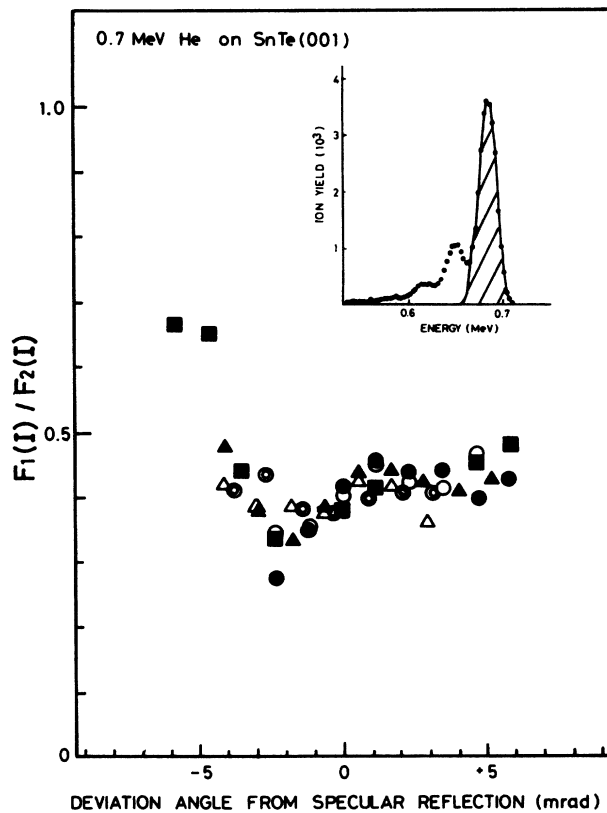 0.7 MeV He on SnTe(001)
4
3
2
1
ION YIELD (10³)
0.6
0.7
ENERGY (MeV)
1.0
0.5
0
F₁(I) / F₂(I)
-5
0
+5
DEVIATION ANGLE FROM SPECULAR REFLECTION (mrad)